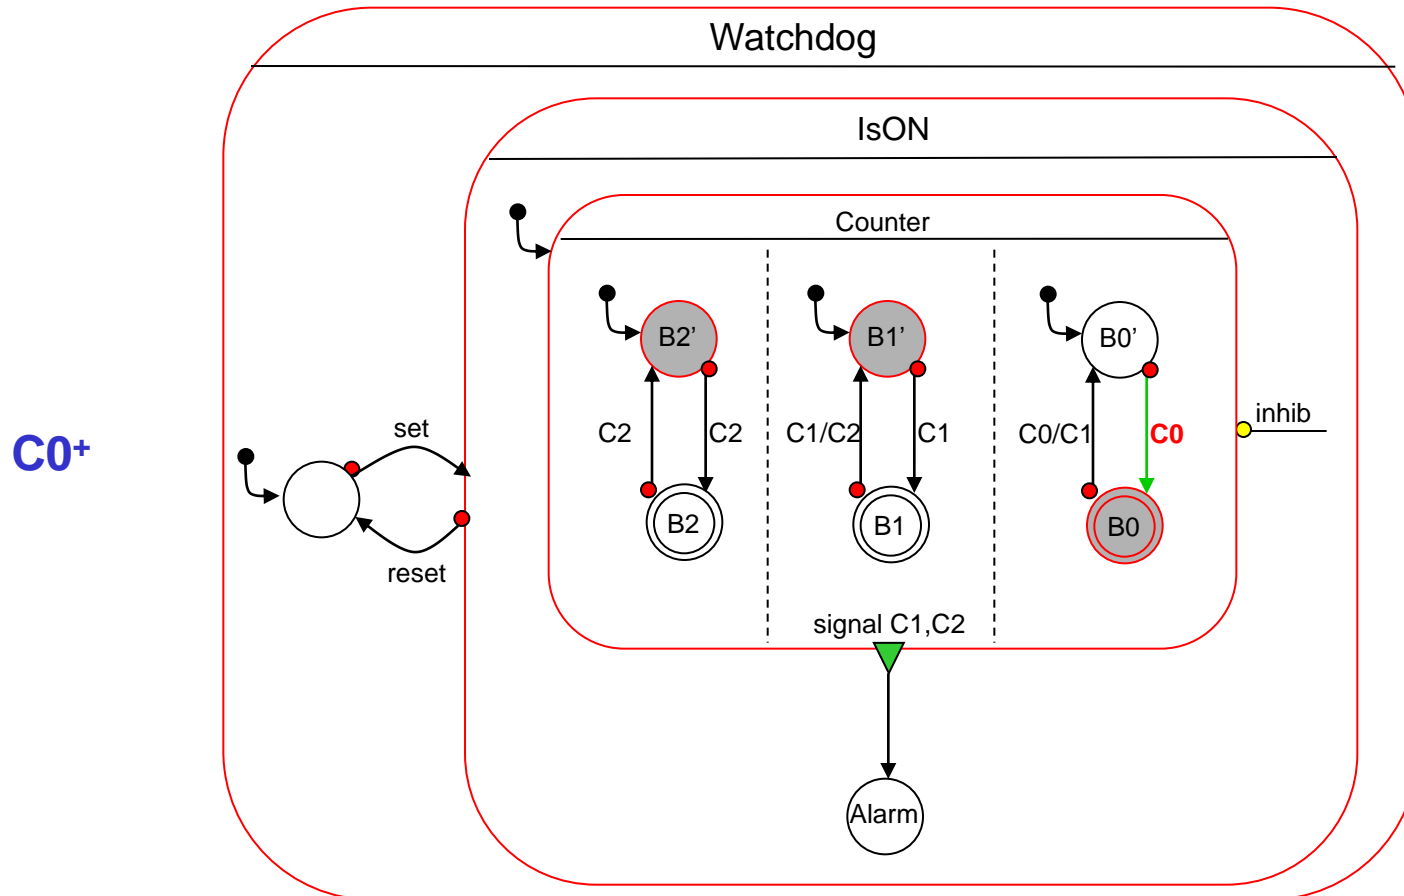 Watchdog
IsON
Counter
B2’
B1’
B0’
C0+
set
C2
C2
C1/C2
C1
C0/C1
C0
inhib
B2
B1
B0
reset
signal C1,C2
Alarm